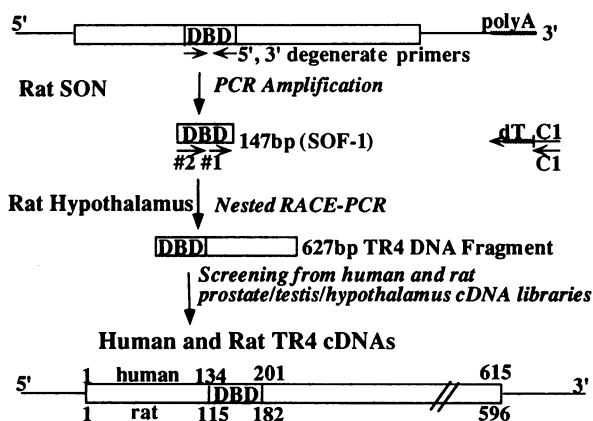 5' DBD polyA 3'
5', 3' degenerate primers
Rat SON PCR Amplification
DBD 147bp (SOF-1) dT C1
#2 #1 C1
Rat Hypothalamus Nested RACE-PCR
DBD 627bp TR4 DNA Fragment
Screening from human and rat
prostate/testis/hypothalamus cDNA libraries
Human and Rat TR4 cDNAs
5' 1 human 134 201 615 3'
DBD
1 rat 115 182 596